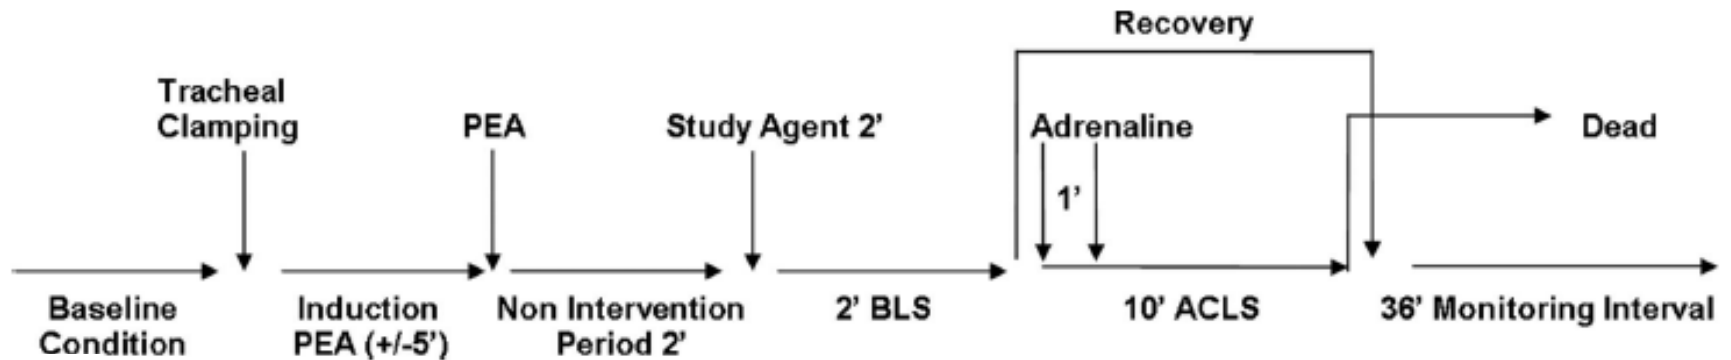 Recovery
Tracheal
Clamping
PEA
Study Agent 2’
Adrenaline
Dead
1’
Baseline
Condition
Induction
PEA (+/-5’)
Non Intervention
Period 2’
2’ BLS
10’ ACLS
36’ Monitoring Interval